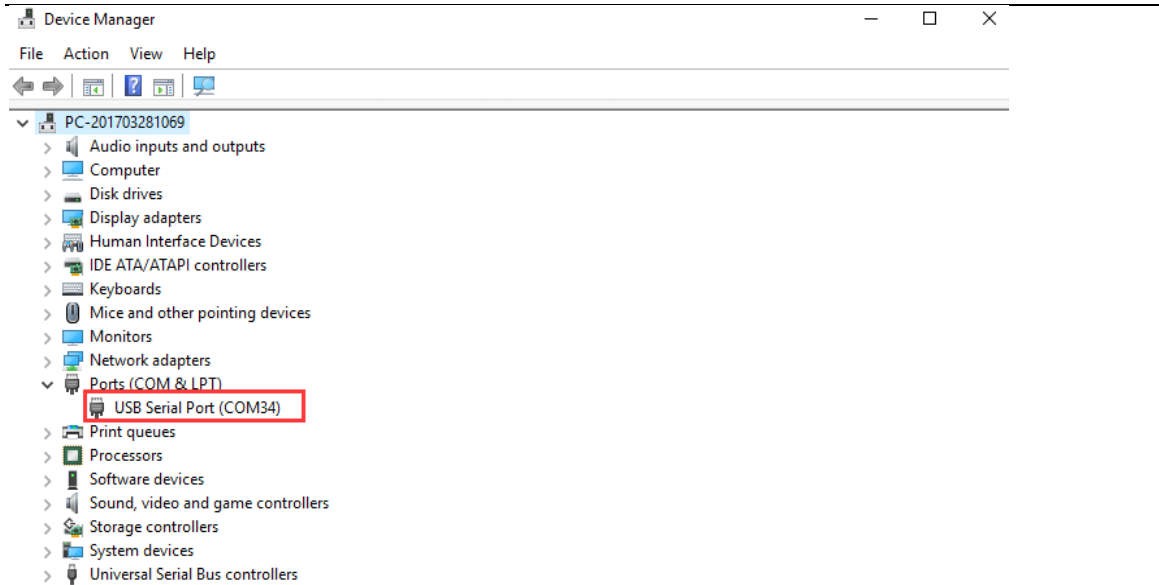 Device Manager
File Action View Help
PC-201703281069
Audio inputs and outputs
Computer
Disk drives
Display adapters
Human Interface Devices
IDE ATA/ATAPI controllers
Keyboards
Mice and other pointing devices
Monitors
Network adapters
Ports (COM & LPT)
USB Serial Port (COM34)
Print queues
Processors
Software devices
Sound, video and game controllers
Storage controllers
System devices
Universal Serial Bus controllers